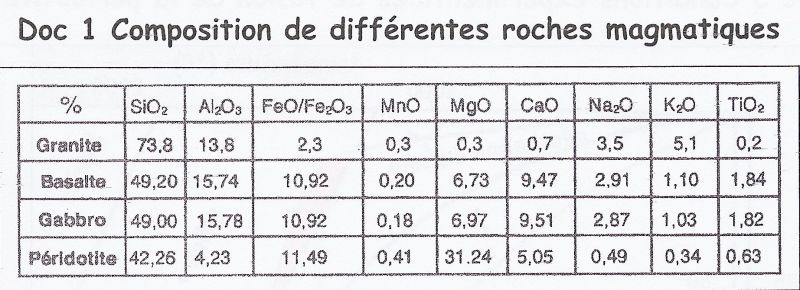 Doc 1 Composition de différentes roches magmatiques
% SiO₂ Al₂O₃ FeO/Fe₂O₃ MnO MgO CaO Na₂O K₂O TiO₂
Granite 73,8 13,8 2,3 0,3 0,3 0,7 3,5 5,1 0,2
Basalte 49,20 15,74 10,92 0,20 6,73 9,47 2,91 1,10 1,84
Gabbro 49,00 15,78 10,92 0,18 6,97 9,51 2,87 1,03 1,82
Péridotite 42,26 4,23 11,49 0,41 31.24 5,05 0,49 0,34 0,63